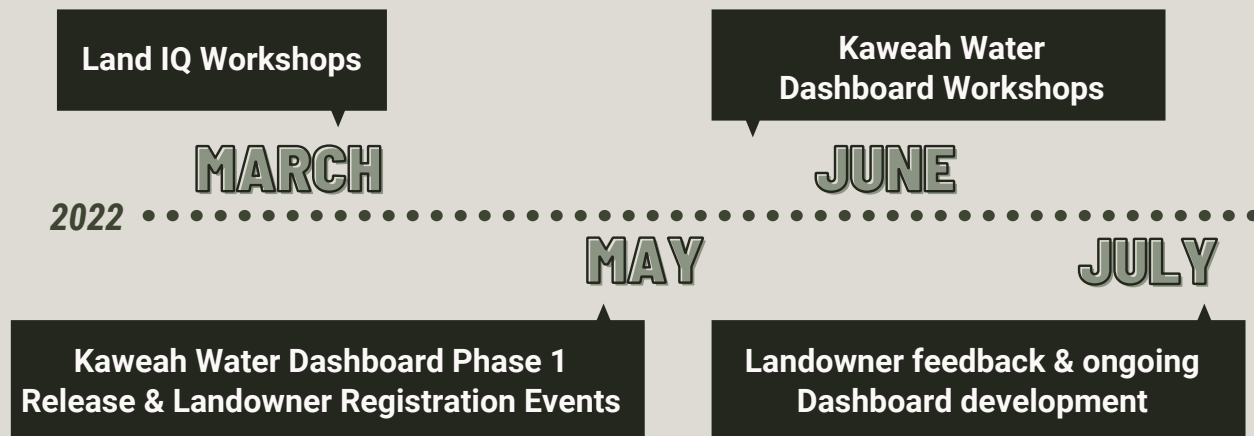 Land IQ Workshops
Kaweah Water
Dashboard Workshops
MARCH
JUNE
2022
MAY
JULY
Kaweah Water Dashboard Phase 1
Release & Landowner Registration Events
Landowner feedback & ongoing
Dashboard development